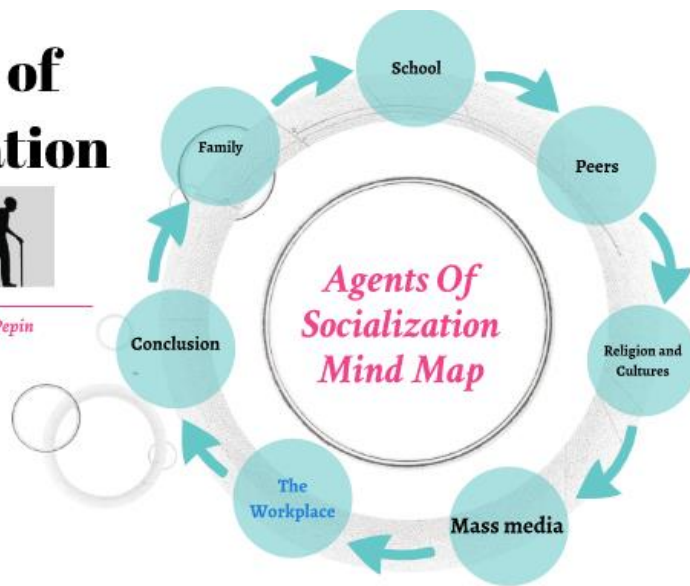 of
ation
Pepin
School
Family
Peers
Agents Of
Socialization
Mind Map
Conclusion
Religion and
Cultures
The
Workplace
Mass media